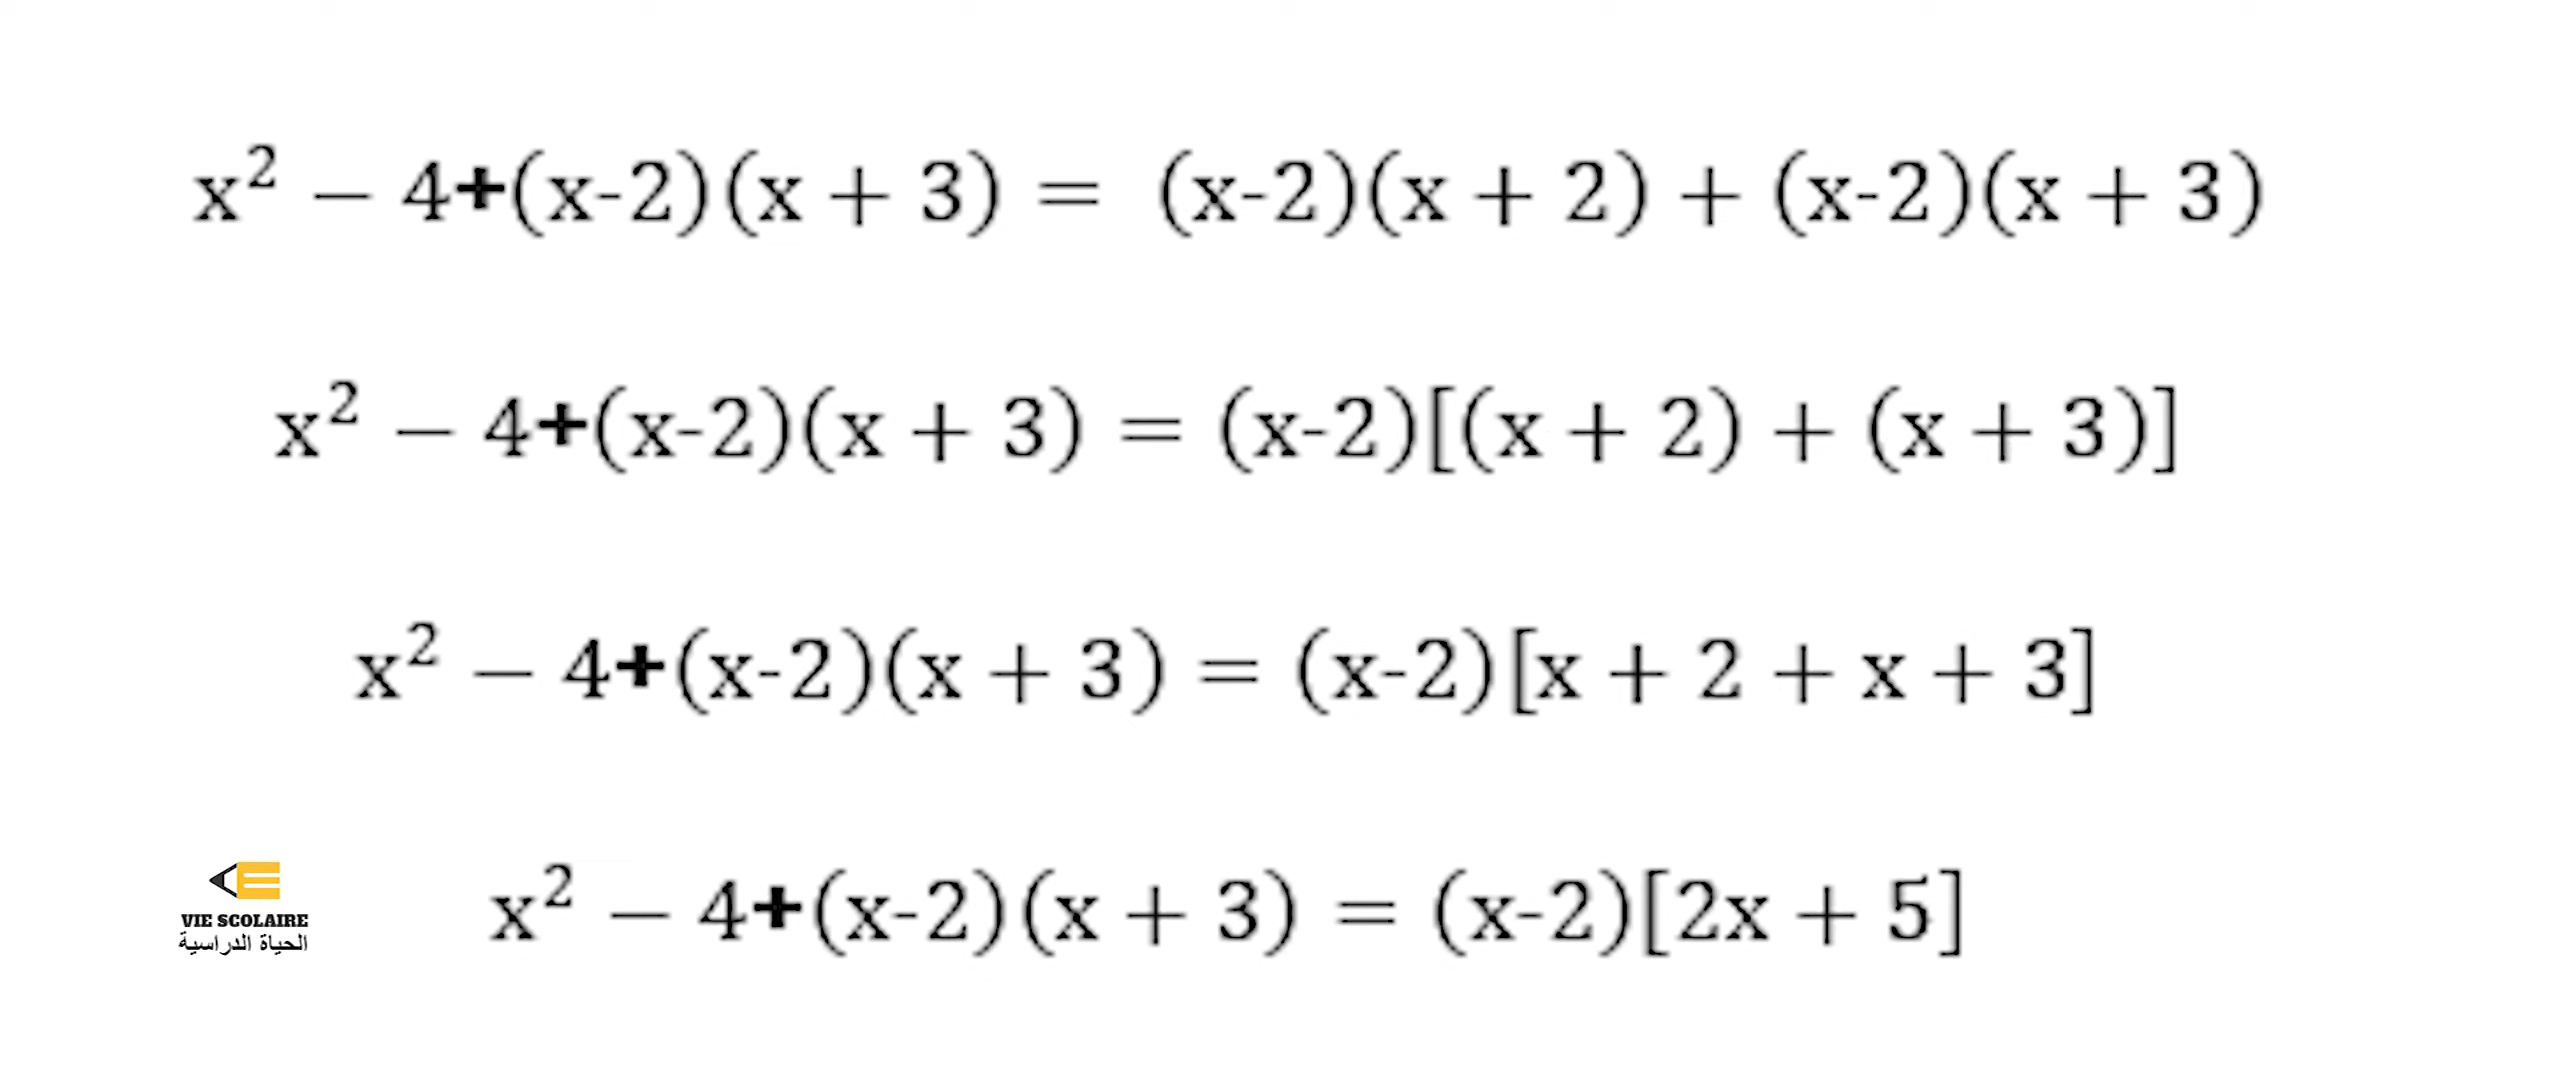 x² − 4+(x-2)(x + 3) = (x-2)(x + 2) + (x-2)(x + 3)
x² − 4+(x-2)(x + 3) = (x-2)[(x + 2) + (x + 3)]
x² − 4+(x-2)(x + 3) = (x-2)[x + 2 + x + 3]
x² − 4+(x-2)(x + 3) = (x-2)[2x + 5]
VIE SCOLAIRE
الحياة الدراسية